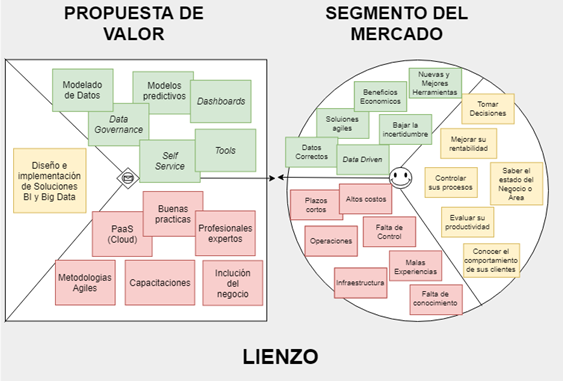 PROPUESTA DE
VALOR
SEGMENTO DEL
MERCADO
Modelado
de Datos
Modelos
predictivos
Dashboards
Data
Governance
Self
Service
Tools
Diseño e
implementación
de Soluciones
BI y Big Data
PaaS
(Cloud)
Buenas
practicas
Profesionales
expertos
Metodologias
Agiles
Capacitaciones
Inclución
del
negocio
Nuevas y
Mejores
Herramientas
Beneficios
Economicos
Soluiones
agiles
Bajar la
incertidumbre
Datos
Correctos
Data Driven
Tomar
Decisiones
Mejorar su
rentabilidad
Controlar
sus procesos
Saber el
estado del
Negocio o
Area
Evaluar su
productividad
Conocer el
comportamiento
de sus clientes
Plazos
cortos
Altos costos
Operaciones
Falta de
Control
Infraestructura
Malas
Experiencias
Falta de
conocimiento
LIENZO